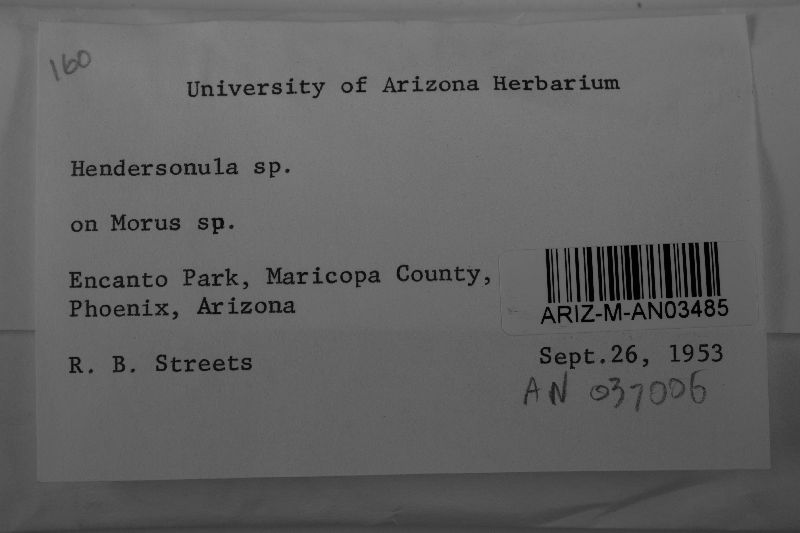 160
University of Arizona Herbarium
Hendersonula sp.
on Morus sp.
Encanto Park, Maricopa County,
Phoenix, Arizona
ARIZ-M-AN03485
R. B. Streets
Sept.26, 1953
AN 037006